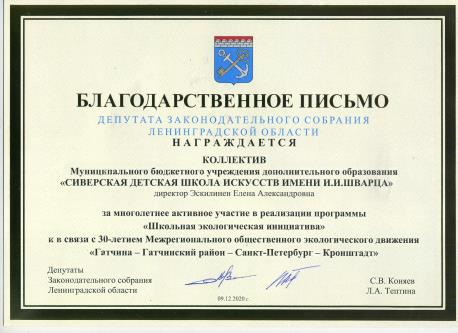 БЛАГОДАРСТВЕННОЕ ПИСЬМО
ДЕПУТАТА ЗАКОНОДАТЕЛЬНОГО СОБРАНИЯ
ЛЕНИНГРАДСКОЙ ОБЛАСТИ
НАГРАЖДАЕТСЯ
КОЛЛЕКТИВ
Муниципального бюджетного учреждения дополнительного образования
«СИВЕРСКАЯ ДЕТСКАЯ ШКОЛА ИСКУССТВ ИМЕНИ И.И.ШВАРЦА»
директор Эскилинен Елена Александровна
за многолетнее активное участие в реализации программы
«Школьная экологическая инициатива»
и в связи с 30-летием Межрегионального общественного экологического движения
«Гатчина – Гатчинский район – Санкт-Петербург – Кронштадт»
Депутаты
Законодательного собрания
Ленинградской области
С.В. Коняев
Л.А. Тептина
09.12.2020 г.